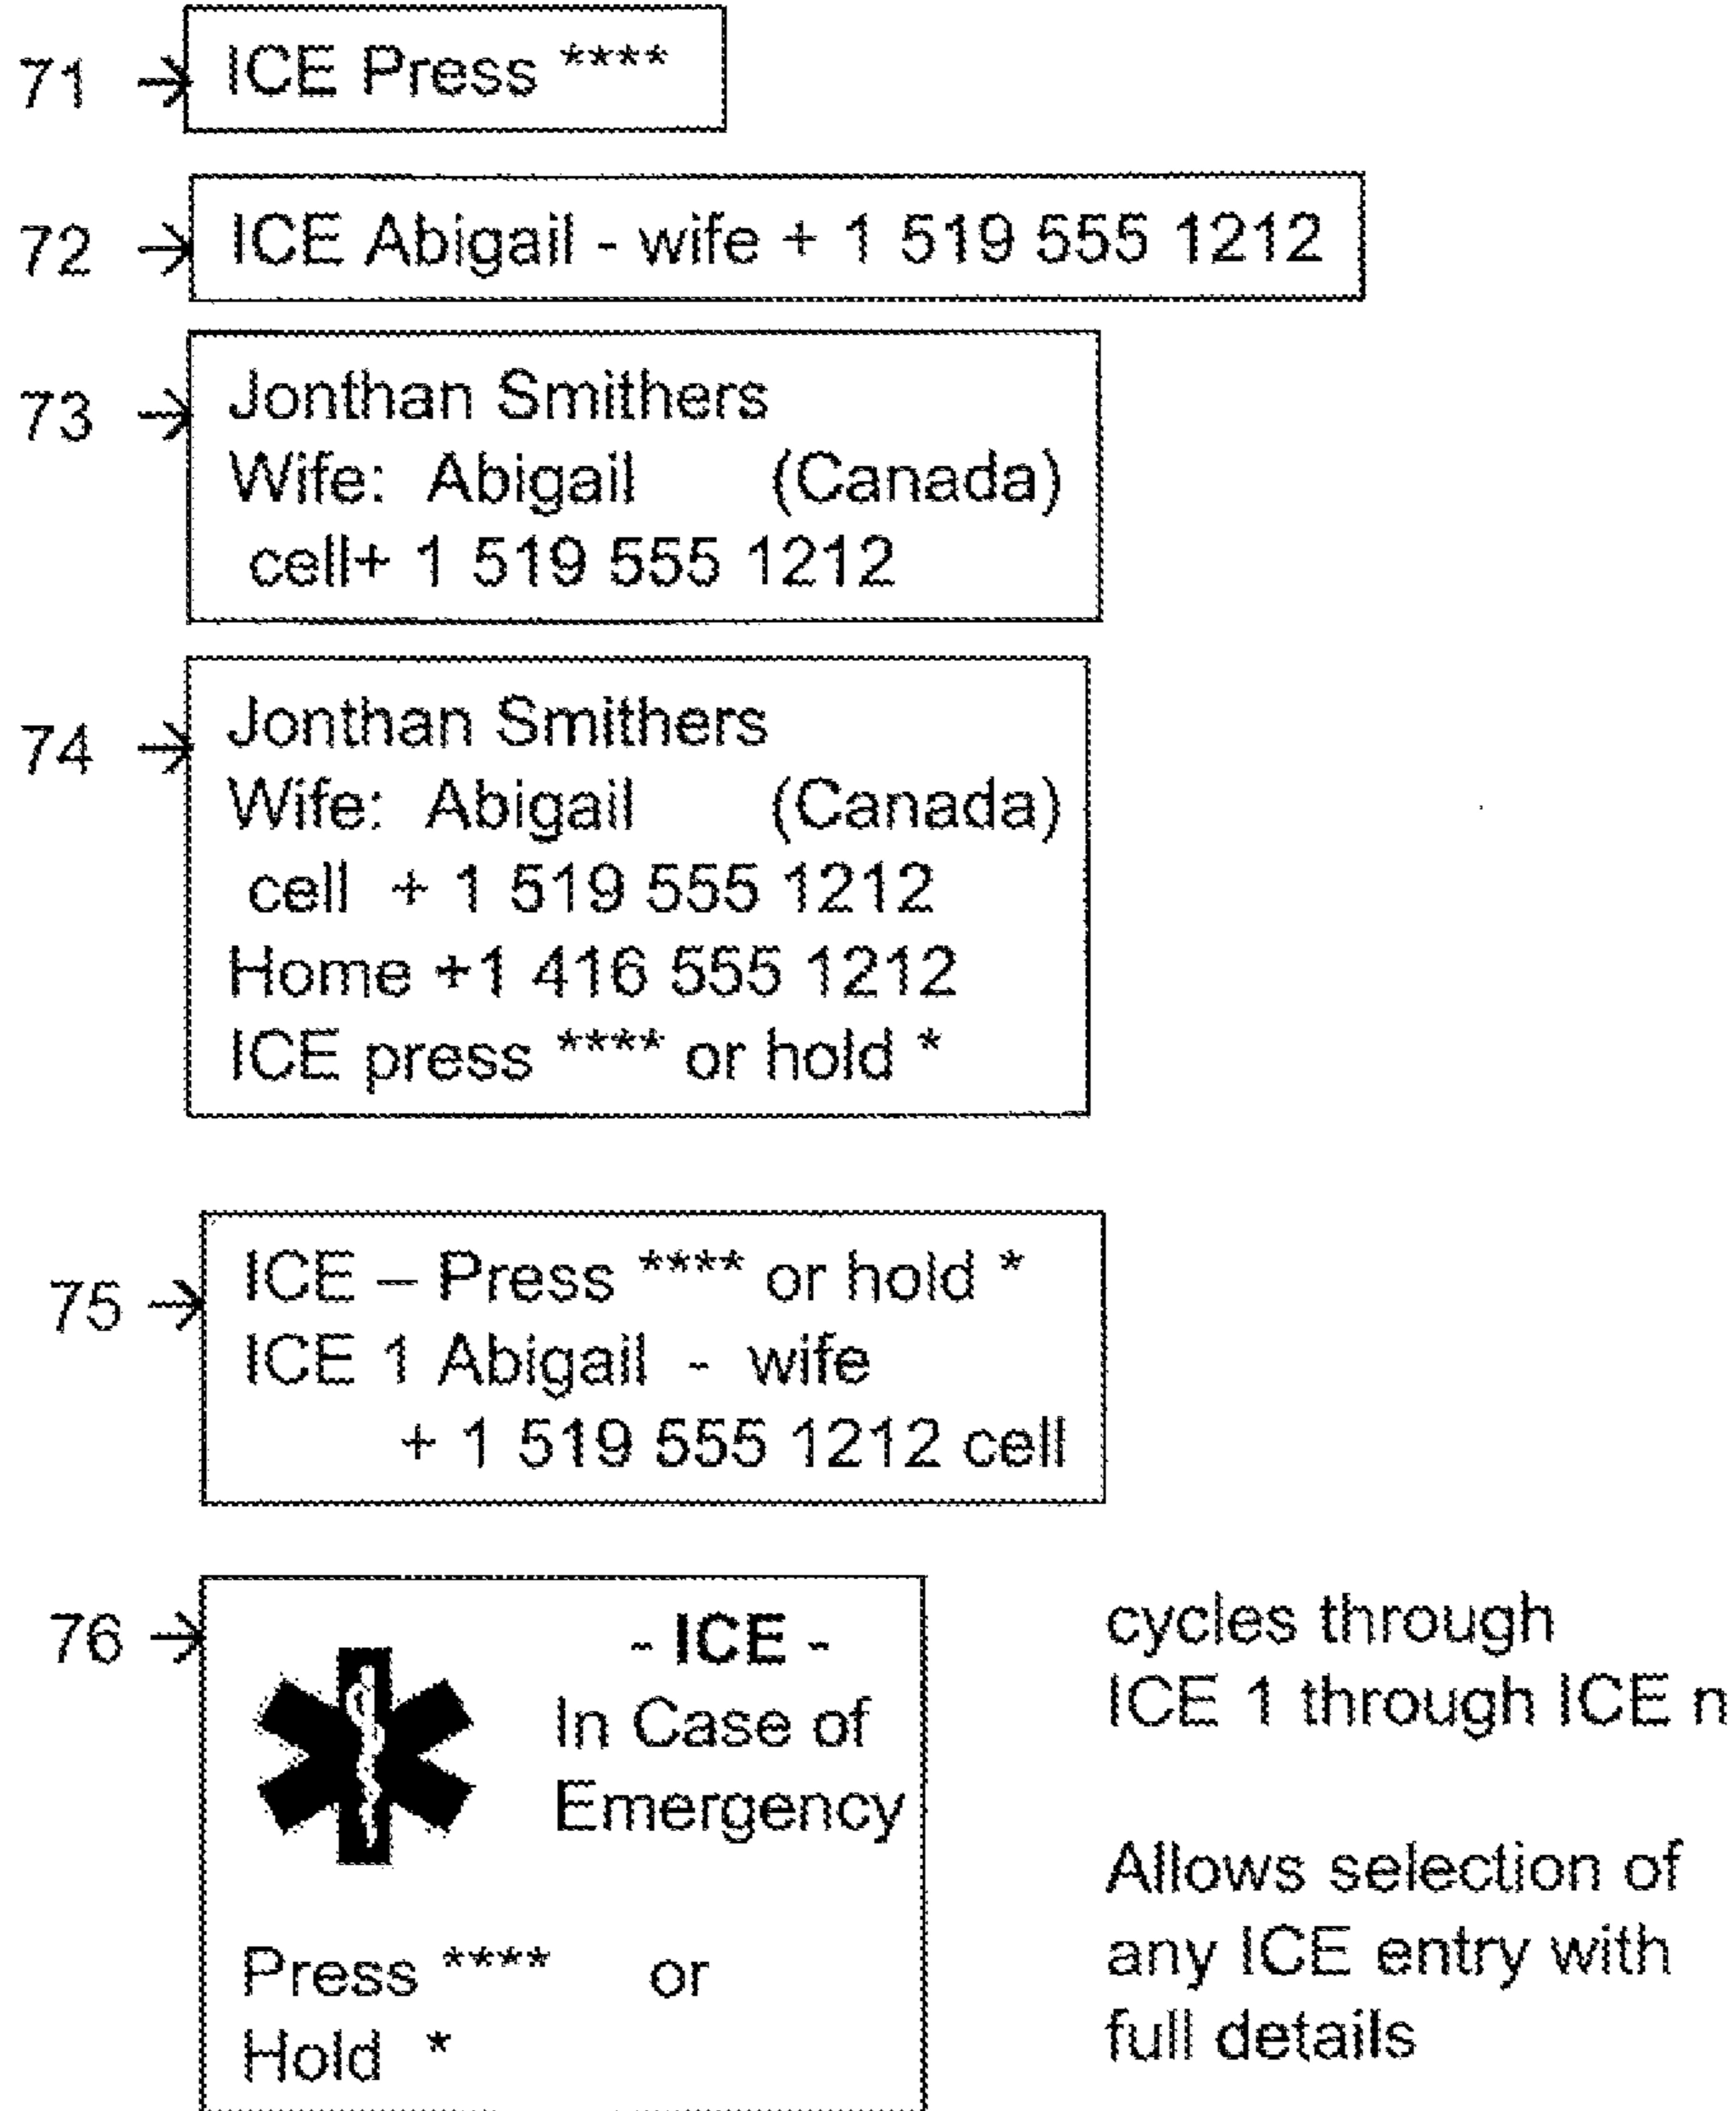 71 → ICE Press ****
72 → ICE Abigail - wife + 1 519 555 1212
73 → Jonthan Smithers
Wife: Abigail (Canada)
cell+ 1 519 555 1212
74 → Jonthan Smithers
Wife: Abigail (Canada)
cell + 1 519 555 1212
Home +1 416 555 1212
ICE press **** or hold *
75 → ICE – Press **** or hold *
ICE 1 Abigail - wife
+ 1 519 555 1212 cell
76 → - ICE -
In Case of
Emergency
Press **** or
Hold *
cycles through
ICE 1 through ICE n
Allows selection of
any ICE entry with
full details